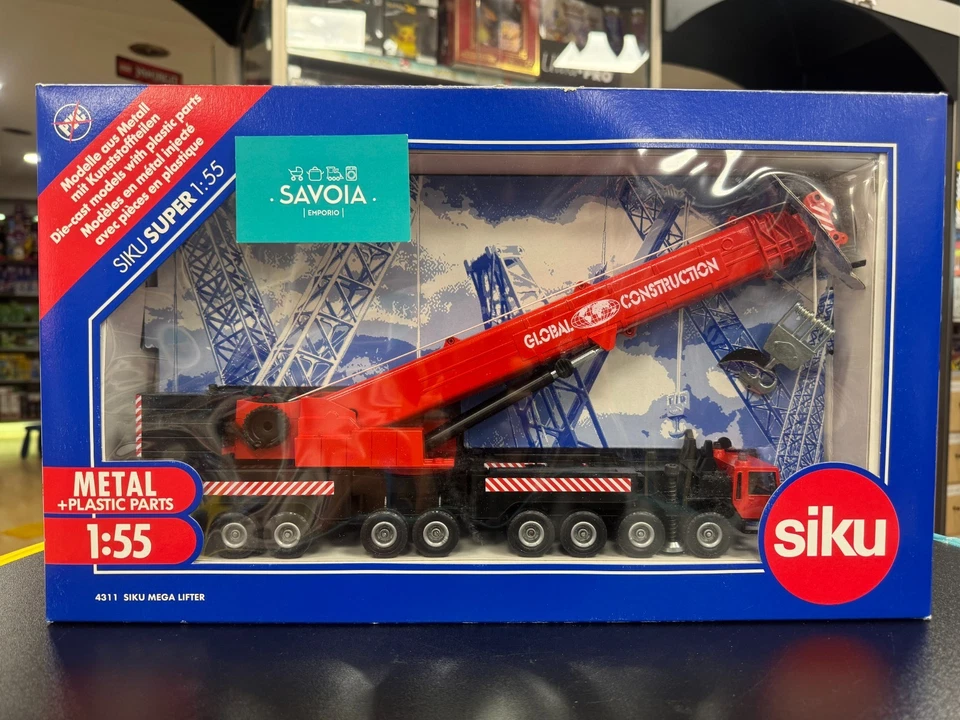 PVC
Modelle aus Metall
mit Kunststoffteilen
Die-cast models with plastic parts
Modèles en métal injecté
avec pièces en plastique
SIKU SUPER 1:55
· SAVOIA ·
| EMPORIO |
GLOBAL CONSTRUCTION
METAL
+PLASTIC PARTS
1:55
siku
4311 SIKU MEGA LIFTER